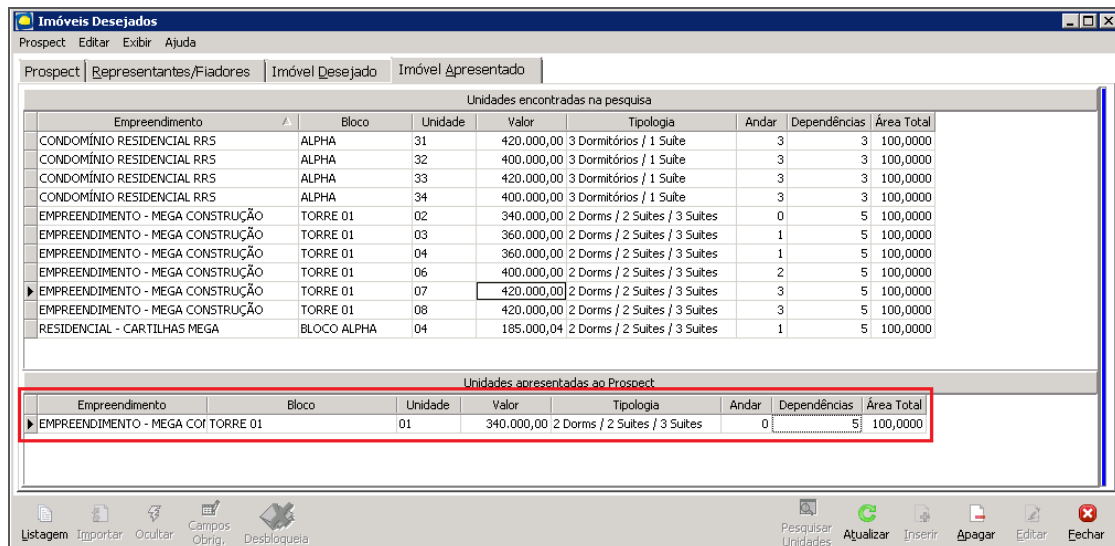 Imóveis Desejados
Prospect Editar Exibir Ajuda
Prospect Representantes/Fiadores Imóvel Desejado Imóvel Apresentado
Unidades encontradas na pesquisa
Empreendimento Bloco Unidade Valor Tipologia Andar Dependências Área Total
CONDOMÍNIO RESIDENCIAL RRS ALPHA 31 420.000,00 3 Dormitórios / 1 Suíte 3 3 100,0000
CONDOMÍNIO RESIDENCIAL RRS ALPHA 32 400.000,00 3 Dormitórios / 1 Suíte 3 3 100,0000
CONDOMÍNIO RESIDENCIAL RRS ALPHA 33 420.000,00 3 Dormitórios / 1 Suíte 3 3 100,0000
CONDOMÍNIO RESIDENCIAL RRS ALPHA 34 400.000,00 3 Dormitórios / 1 Suíte 3 3 100,0000
EMPREENDIMENTO - MEGA CONSTRUÇÃO TORRE 01 02 340.000,00 2 Dorms / 2 Suites / 3 Suites 0 5 100,0000
EMPREENDIMENTO - MEGA CONSTRUÇÃO TORRE 01 03 360.000,00 2 Dorms / 2 Suites / 3 Suites 1 5 100,0000
EMPREENDIMENTO - MEGA CONSTRUÇÃO TORRE 01 04 360.000,00 2 Dorms / 2 Suites / 3 Suites 1 5 100,0000
EMPREENDIMENTO - MEGA CONSTRUÇÃO TORRE 01 06 400.000,00 2 Dorms / 2 Suites / 3 Suites 2 5 100,0000
EMPREENDIMENTO - MEGA CONSTRUÇÃO TORRE 01 07 420.000,00 2 Dorms / 2 Suites / 3 Suites 3 5 100,0000
EMPREENDIMENTO - MEGA CONSTRUÇÃO TORRE 01 08 420.000,00 2 Dorms / 2 Suites / 3 Suites 3 5 100,0000
RESIDENCIAL - CARTILHAS MEGA BLOCO ALPHA 04 185.000,04 2 Dorms / 2 Suites / 3 Suites 1 5 100,0000
Unidades apresentadas ao Prospect
Empreendimento Bloco Unidade Valor Tipologia Andar Dependências Área Total
EMPREENDIMENTO - MEGA CO TORRE 01 01 340.000,00 2 Dorms / 2 Suites / 3 Suites 0 5 100,0000
Listagem Importar Ocultar Campos Obrig. Desbloqueia Pesquisar Unidades Atualizar Inserir Apagar Editar Fechar